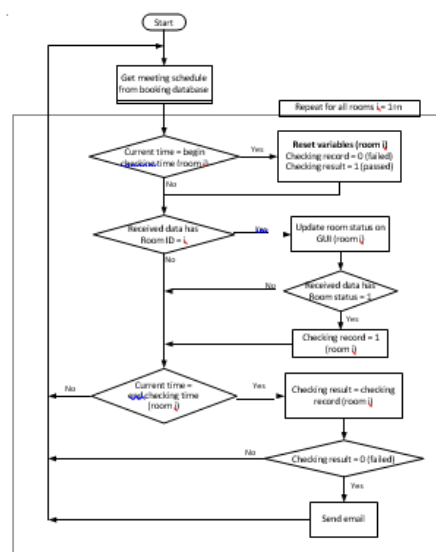 Start
Get meeting schedule
from booking database
Repeat for all rooms i = 1:n
Current time = begin
checking time (room i)
Yes
Reset variables (room i)
Checking record = 0 (failed)
Checking result = 1 (passed)
No
Received data has
Room ID = i
Yes
Update room status on
GUI (room i)
No
No
Received data has
Room status = 1
Yes
Checking record = 1
(room i)
No
Current time =
end checking time
(room i)
Yes
Checking result = checking
record (room i)
No
Checking result = 0 (failed)
Yes
Send email